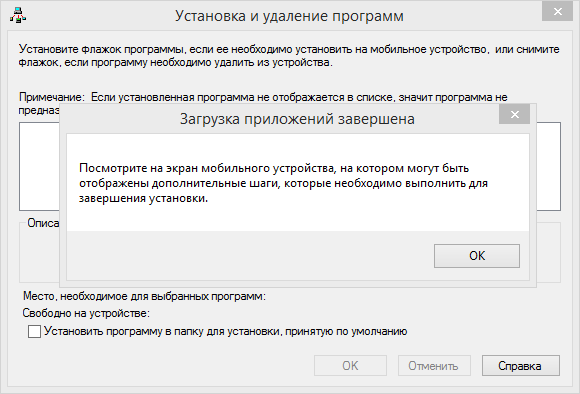 Установка и удаление программ
Установите флажок программы, если ее необходимо установить на мобильное устройство, или снимите
флажок, если программу необходимо удалить из устройства.
Примечание: Если установленная программа не отображается в списке, значит программа не
предназ
Загрузка приложений завершена
Посмотрите на экран мобильного устройства, на котором могут быть
отображены дополнительные шаги, которые необходимо выполнить для
завершения установки.
OK
Описа
Место, необходимое для выбранных программ:
Свободно на устройстве:
Установить программу в папку для установки, принятую по умолчанию
OK
Отменить
Справка